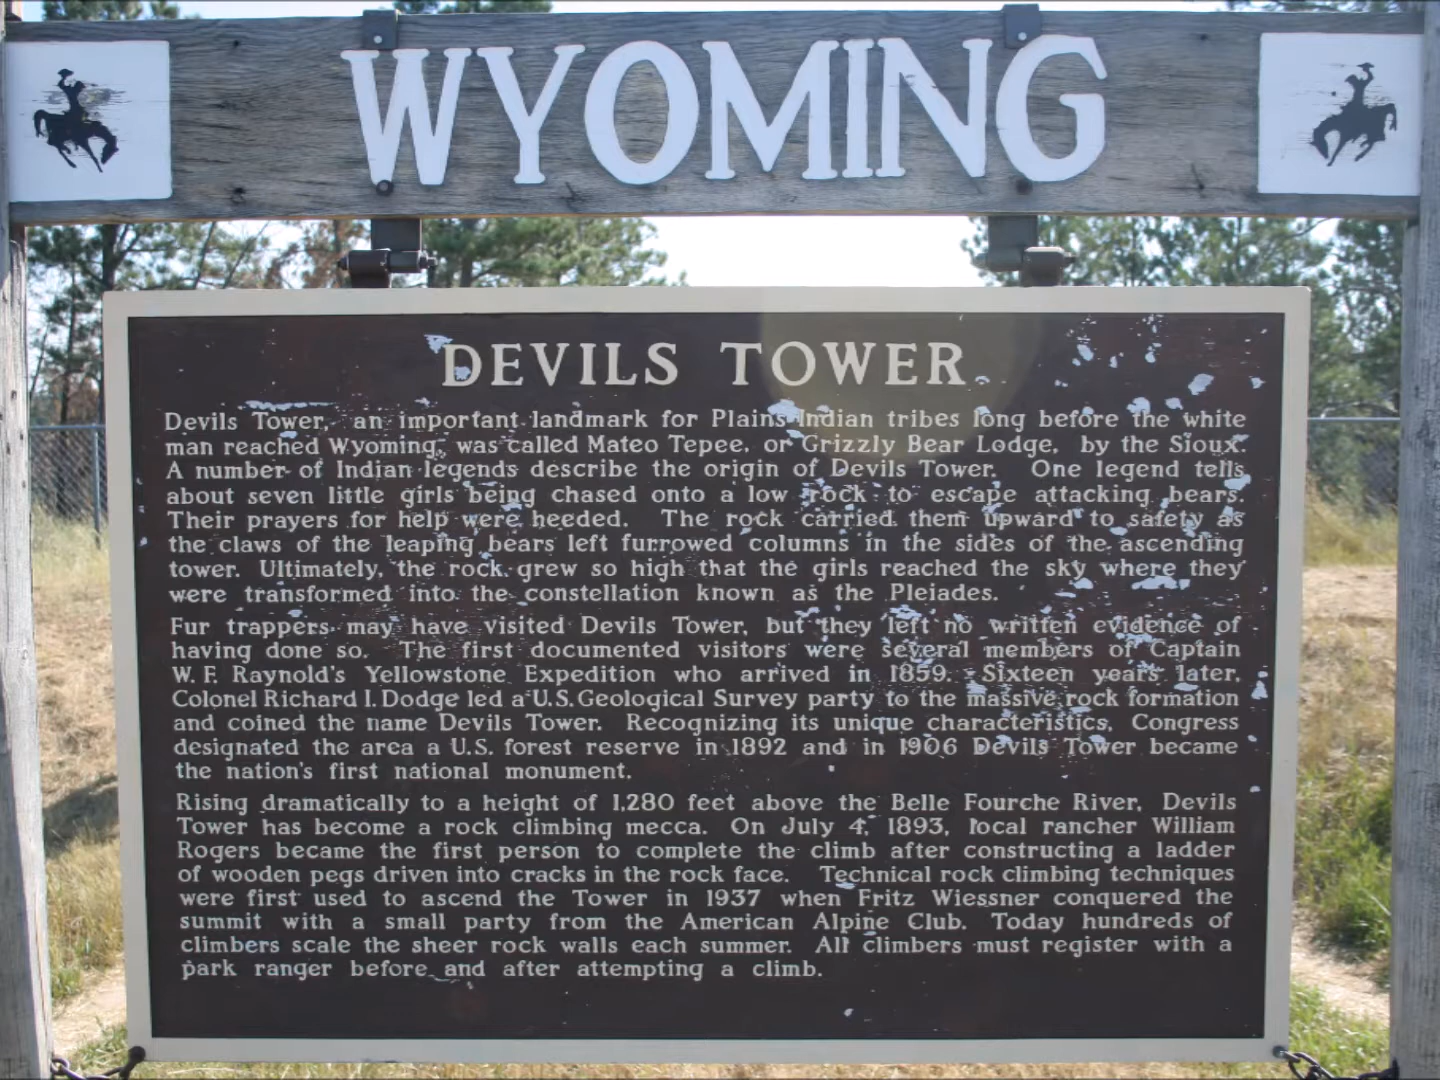 WYOMING
DEVILS TOWER
Devils Tower, an important landmark for Plains Indian tribes long before the white
man reached Wyoming, was called Mateo Tepee, or Grizzly Bear Lodge, by the Sioux.
A number of Indian legends describe the origin of Devils Tower. One legend tells
about seven little girls being chased onto a low rock to escape attacking bears.
Their prayers for help were heeded. The rock carried them upward to safety as
the claws of the leaping bears left furrowed columns in the sides of the ascending
tower. Ultimately, the rock grew so high that the girls reached the sky where they
were transformed into the constellation known as the Pleiades.
Fur trappers may have visited Devils Tower, but they left no written evidence of
having done so. The first documented visitors were several members of Captain
W. F. Raynold's Yellowstone Expedition who arrived in 1859. Sixteen years later,
Colonel Richard I. Dodge led a U.S. Geological Survey party to the massive rock formation
and coined the name Devils Tower. Recognizing its unique characteristics, Congress
designated the area a U.S. forest reserve in 1892 and in 1906 Devils Tower became
the nation's first national monument.
Rising dramatically to a height of 1,280 feet above the Belle Fourche River, Devils
Tower has become a rock climbing mecca. On July 4, 1893, local rancher William
Rogers became the first person to complete the climb after constructing a ladder
of wooden pegs driven into cracks in the rock face. Technical rock climbing techniques
were first used to ascend the Tower in 1937 when Fritz Wiessner conquered the
summit with a small party from the American Alpine Club. Today hundreds of
climbers scale the sheer rock walls each summer. All climbers must register with a
park ranger before and after attempting a climb.